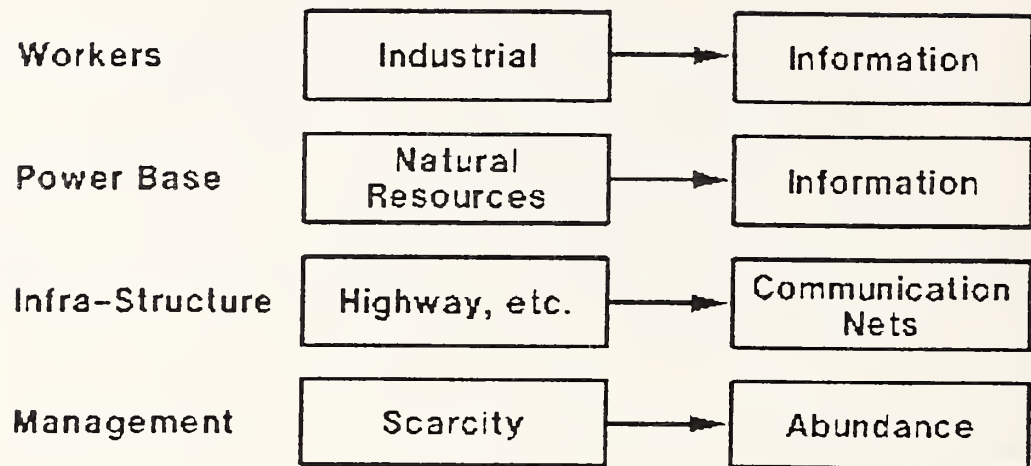 Workers
Industrial
Information
Power Base
Natural
Resources
Information
Infra-Structure
Highway, etc.
Communication
Nets
Management
Scarcity
Abundance